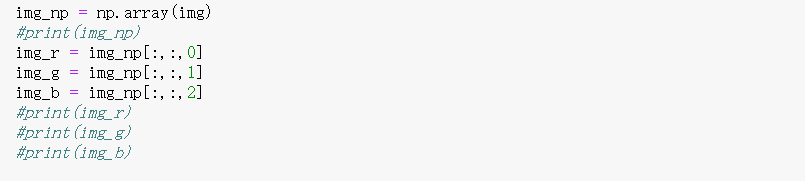 img_np = np.array(img)
#print(img_np)
img_r = img_np[:,:,0]
img_g = img_np[:,:,1]
img_b = img_np[:,:,2]
#print(img_r)
#print(img_g)
#print(img_b)